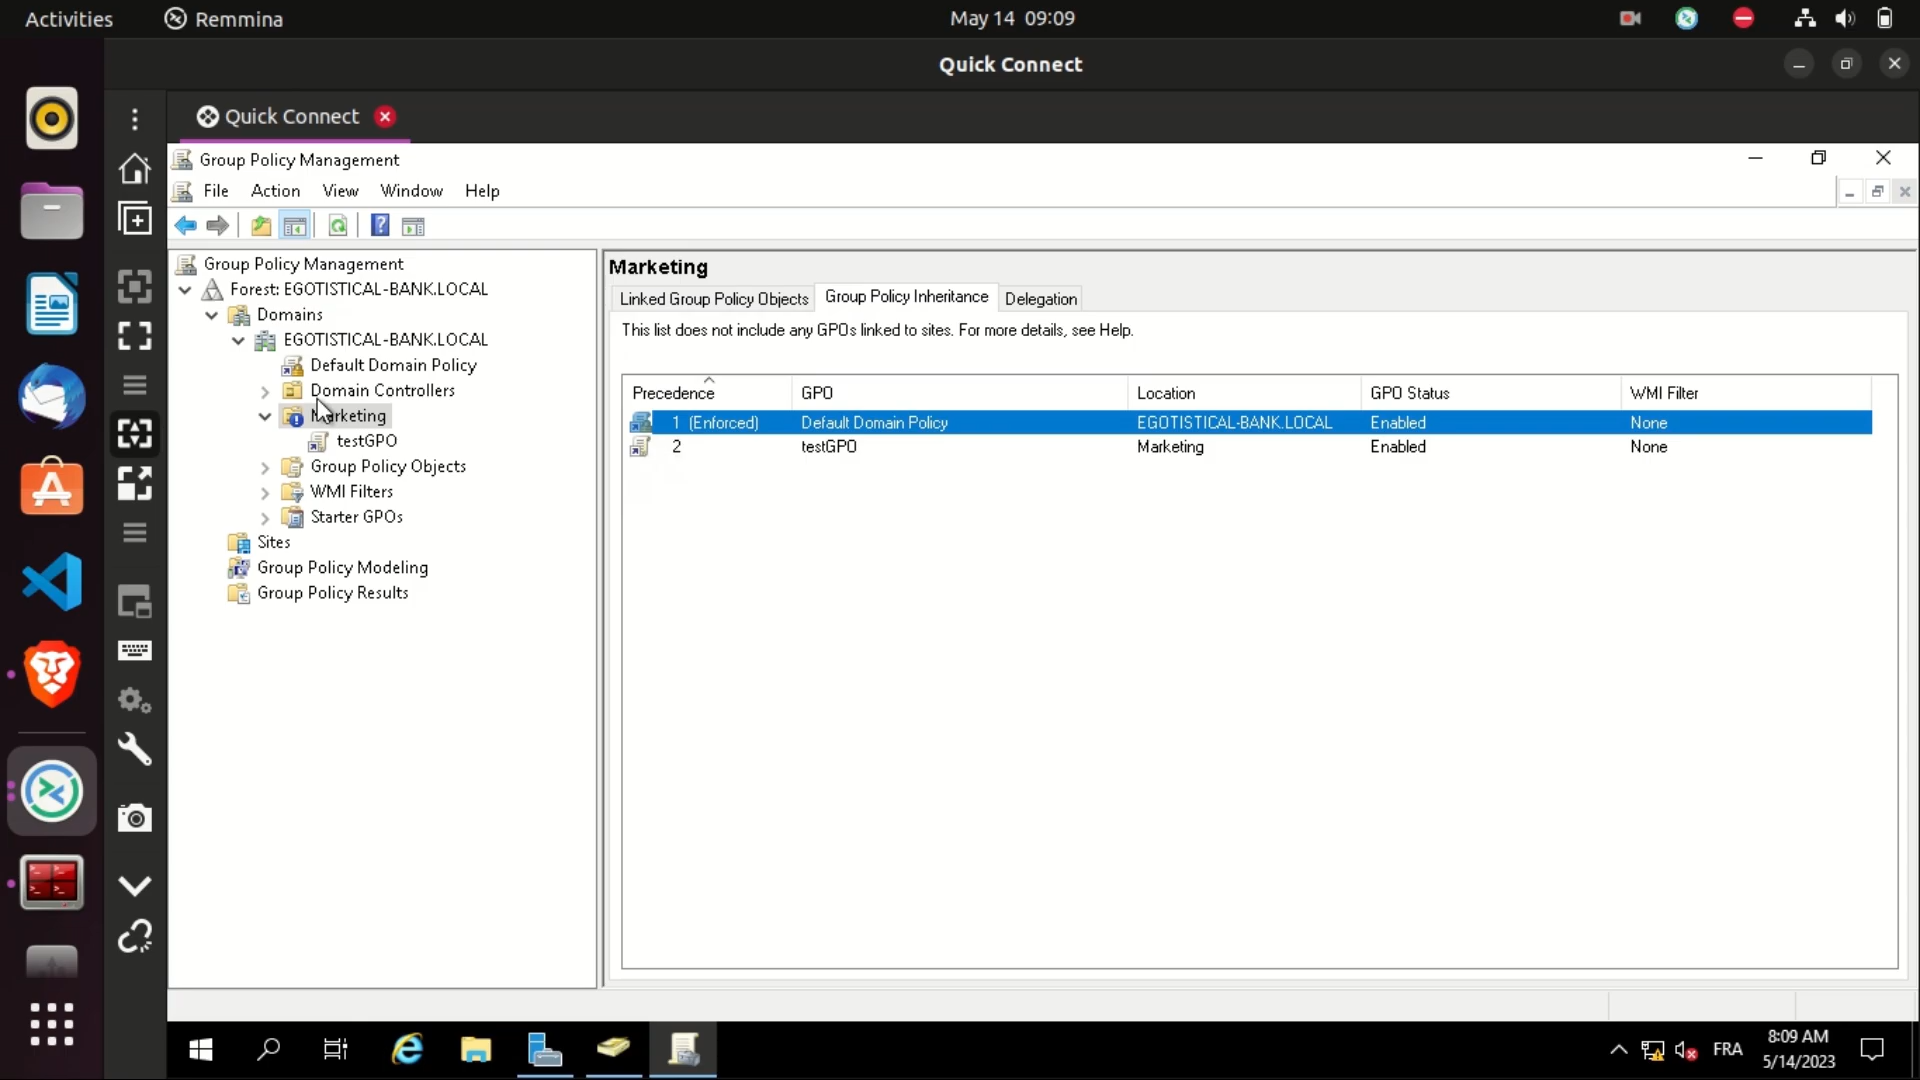 Activities
Remmina
May 14 09:09
Quick Connect
Quick Connect
Group Policy Management
File Action View Window Help
Group Policy Management
Forest: EGOTISTICAL-BANK.LOCAL
Domains
EGOTISTICAL-BANK.LOCAL
Default Domain Policy
Domain Controllers
Marketing
testGPO
Group Policy Objects
WMI Filters
Starter GPOs
Sites
Group Policy Modeling
Group Policy Results
Marketing
Linked Group Policy Objects Group Policy Inheritance Delegation
This list does not include any GPOs linked to sites. For more details, see Help.
Precedence GPO Location GPO Status WMI Filter
1 (Enforced) Default Domain Policy EGOTISTICAL-BANK.LOCAL Enabled None
2 testGPO Marketing Enabled None
FRA
8:09 AM
5/14/2023